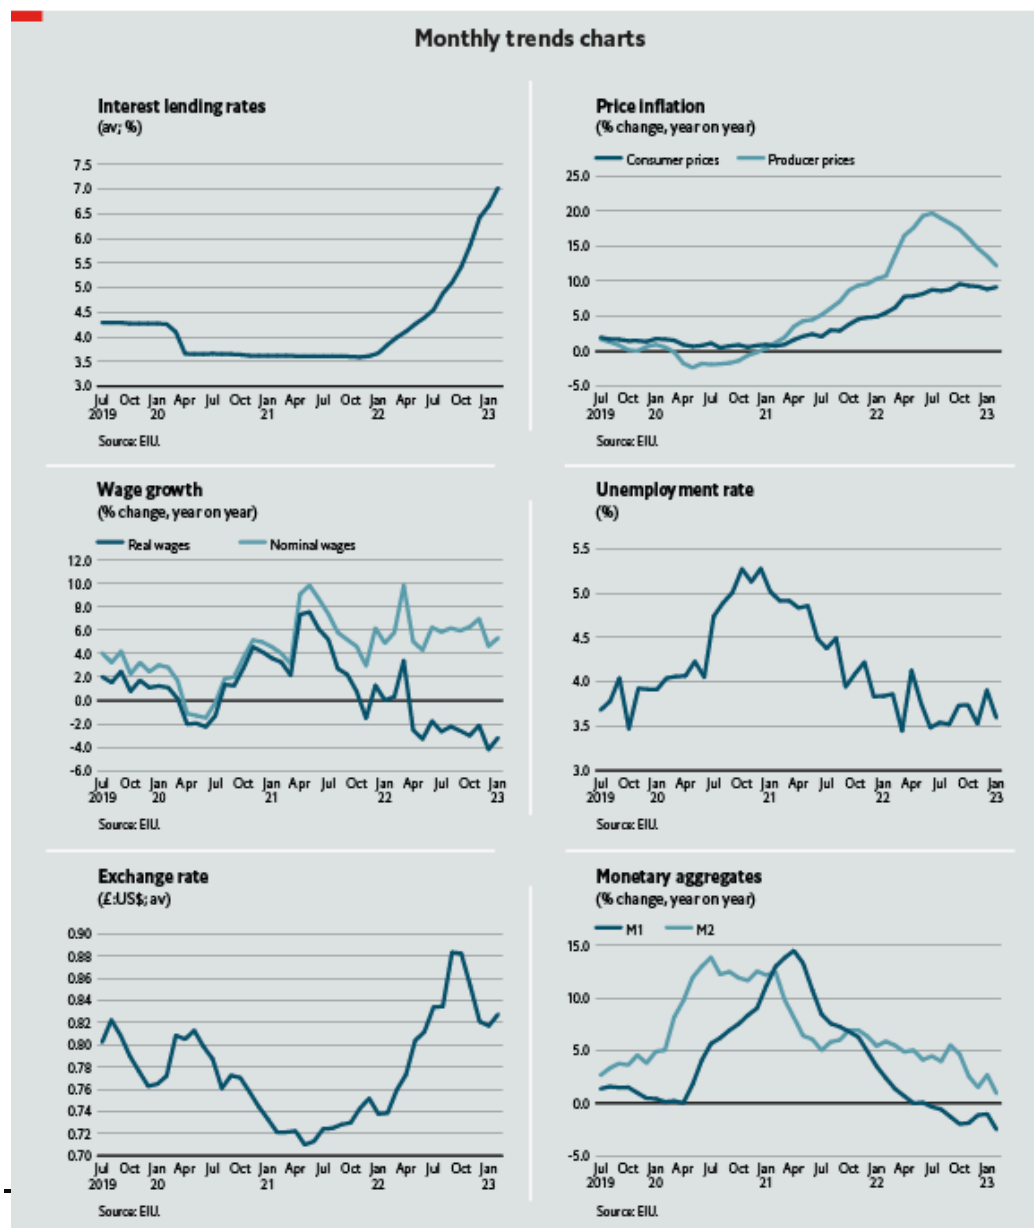 Monthly trends charts
Interest lending rates
(av; %)
7.5
7.0
6.5
6.0
5.5
5.0
4.5
4.0
3.5
3.0
Jul Oct Jan Apr Jul Oct Jan Apr Jul Oct Jan Apr Jul Oct Jan
2019 20 21 22 23
Source: EIU.
Price inflation
(% change, year on year)
Consumer prices Producer prices
25.0
20.0
15.0
10.0
5.0
0.0
-5.0
Jul Oct Jan Apr Jul Oct Jan Apr Jul Oct Jan Apr Jul Oct Jan
2019 20 21 22 23
Source: EIU.
Wage growth
(% change, year on year)
Real wages Nominal wages
12.0
10.0
8.0
6.0
4.0
2.0
0.0
-2.0
-4.0
-6.0
Jul Oct Jan Apr Jul Oct Jan Apr Jul Oct Jan Apr Jul Oct Jan
2019 20 21 22 23
Source: EIU.
Unemployment rate
(%)
5.5
5.0
4.5
4.0
3.5
3.0
Jul Oct Jan Apr Jul Oct Jan Apr Jul Oct Jan Apr Jul Oct Jan
2019 20 21 22 23
Source: EIU.
Exchange rate
(£:US$; av)
0.90
0.88
0.86
0.84
0.82
0.80
0.78
0.76
0.74
0.72
0.70
Jul Oct Jan Apr Jul Oct Jan Apr Jul Oct Jan Apr Jul Oct Jan
2019 20 21 22 23
Source: EIU.
Monetary aggregates
(% change, year on year)
M1 M2
15.0
10.0
5.0
0.0
-5.0
Jul Oct Jan Apr Jul Oct Jan Apr Jul Oct Jan Apr Jul Oct Jan
2019 20 21 22 23
Source: EIU.